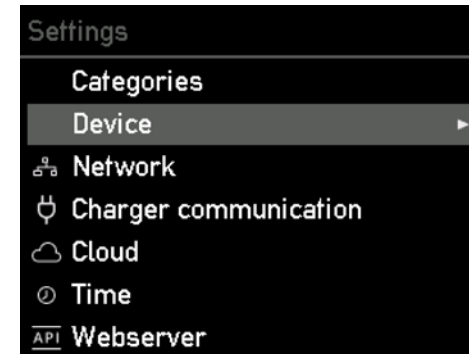 Settings
Categories
Device
Network
Charger communication
Cloud
Time
API Webserver